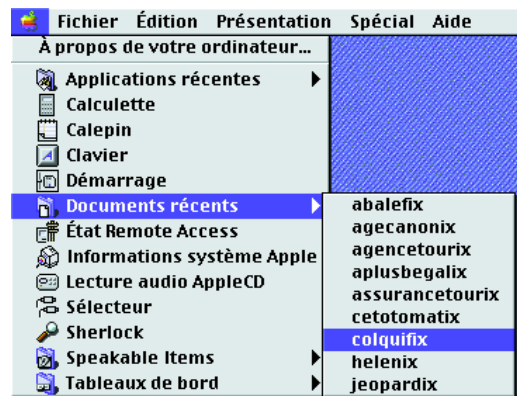 Fichier Édition Présentation Spécial Aide
À propos de votre ordinateur...
Applications récentes
Calculette
Calepin
Clavier
Démarrage
Documents récents
État Remote Access
Informations système Apple
Lecture audio AppleCD
Sélecteur
Sherlock
Speakable Items
Tableaux de bord
abalefix
agecanonix
agencetourix
aplusbegalix
assurancetourix
cetotomatix
colquifix
helenix
jeopardix